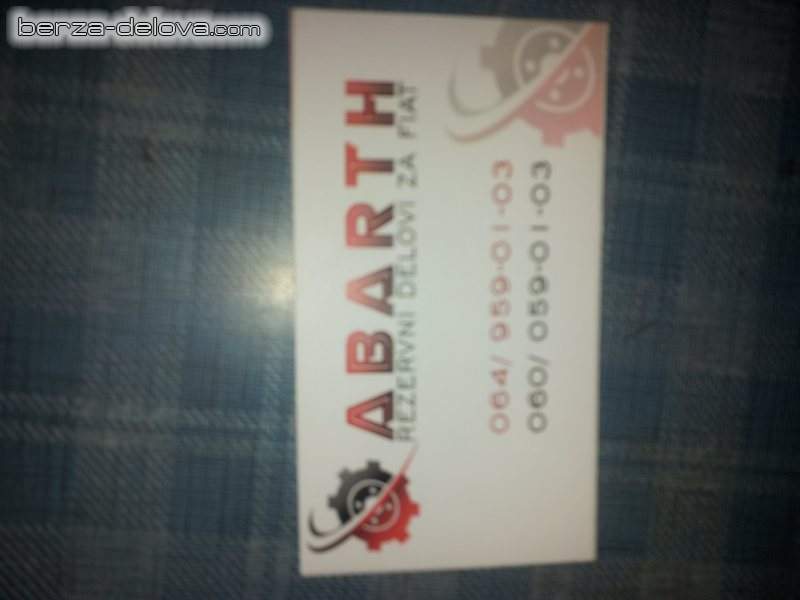 berza-delova.com
ABARTH
REZERVNI DELOVI ZA FIAT
064/ 959-01-03
060/ 059-01-03